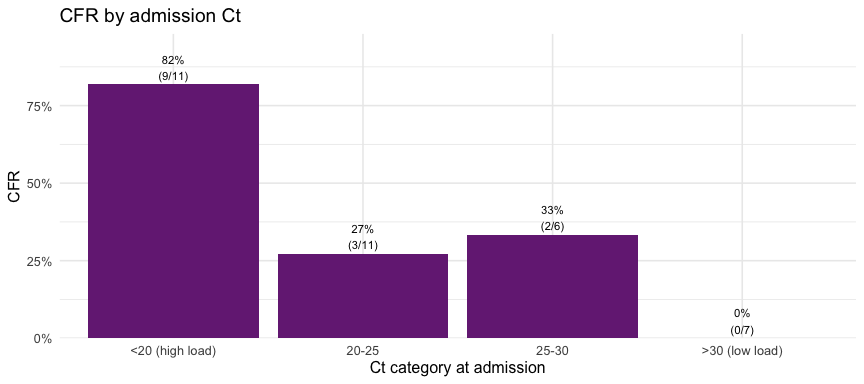 CFR by admission Ct
CFR
75%
50%
25%
0%
82%
(9/11)
27%
(3/11)
33%
(2/6)
0%
(0/7)
<20 (high load)
20-25
25-30
>30 (low load)
Ct category at admission